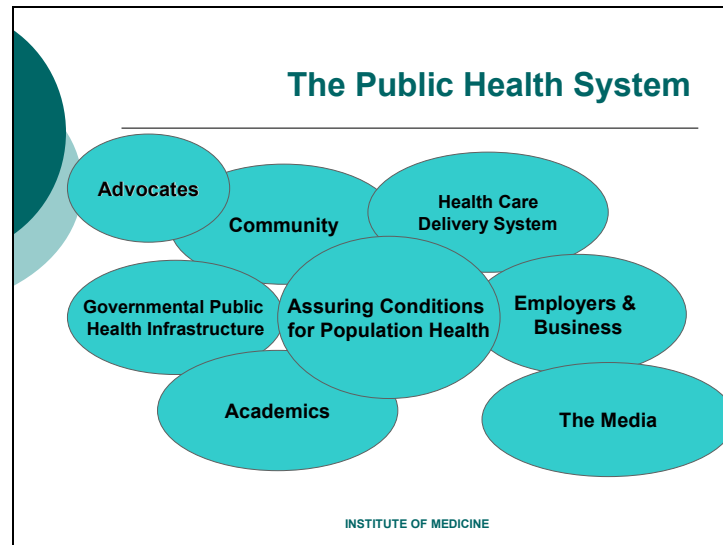 The Public Health System
Advocates
Community
Health Care
Delivery System
Governmental Public
Health Infrastructure
Assuring Conditions
for Population Health
Employers &
Business
Academics
The Media
INSTITUTE OF MEDICINE